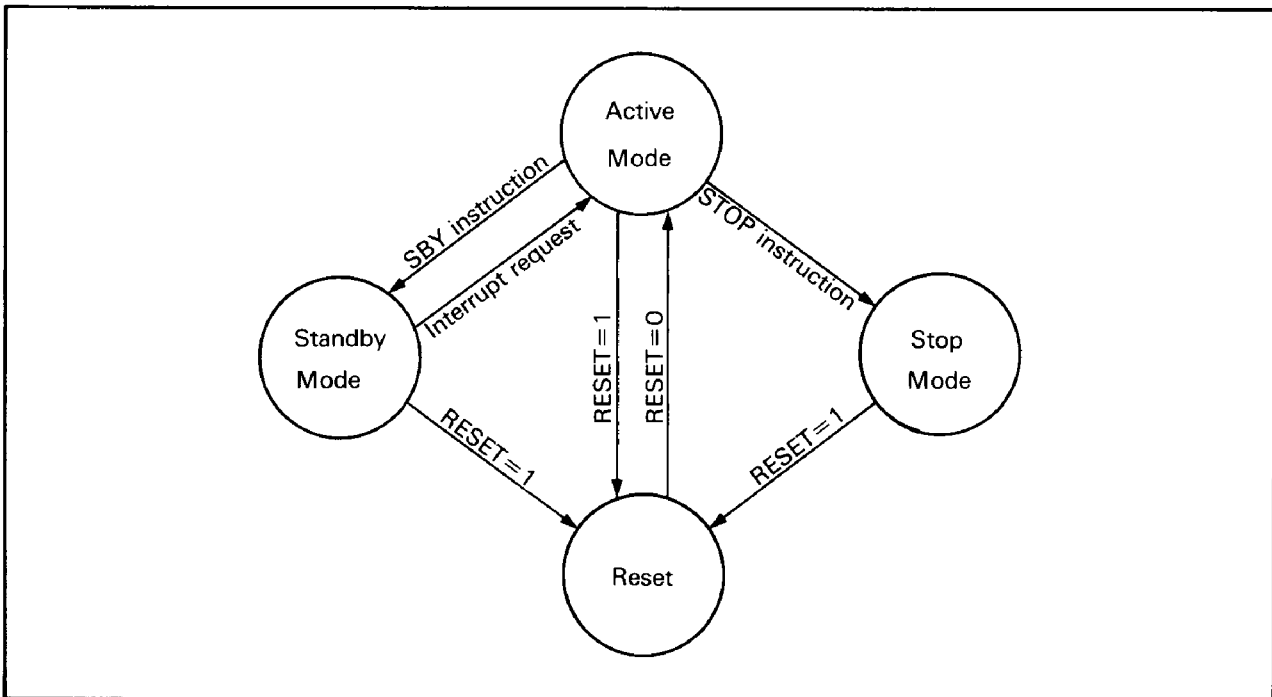 Active
Mode
SBY instruction
Interrupt request
STOP instruction
RESET=1
RESET=0
Standby
Mode
Stop
Mode
RESET=1
RESET=1
Reset